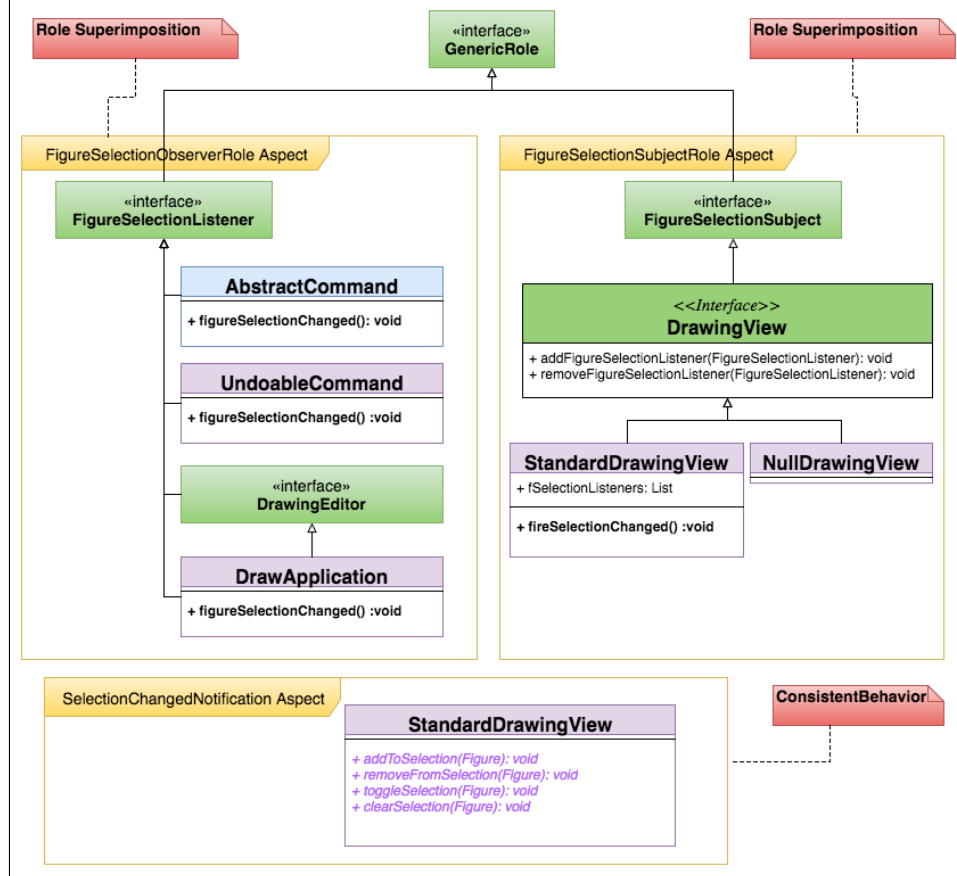 Role Superimposition
«interface»
GenericRole
Role Superimposition
FigureSelectionObserverRole Aspect
«interface»
FigureSelectionListener
AbstractCommand
+ figureSelectionChanged(): void
UndoableCommand
+ figureSelectionChanged() :void
«interface»
DrawingEditor
DrawApplication
+ figureSelectionChanged() :void
FigureSelectionSubjectRole Aspect
«interface»
FigureSelectionSubject
<<Interface>>
DrawingView
+ addFigureSelectionListener(FigureSelectionListener): void
+ removeFigureSelectionListener(FigureSelectionListener): void
StandardDrawingView
+ fSelectionListeners: List
+ fireSelectionChanged() :void
NullDrawingView
SelectionChangedNotification Aspect
StandardDrawingView
+ addToSelection(Figure): void
+ removeFromSelection(Figure): void
+ toggleSelection(Figure): void
+ clearSelection(Figure): void
ConsistentBehavior